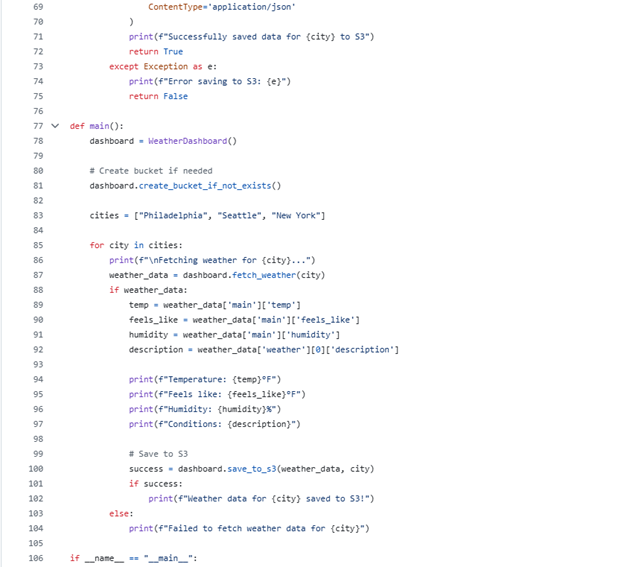 69                ContentType='application/json'
70            )
71            print(f"Successfully saved data for {city} to S3")
72            return True
73        except Exception as e:
74            print(f"Error saving to S3: {e}")
75            return False
76
77 def main():
78    dashboard = WeatherDashboard()
79
80    # Create bucket if needed
81    dashboard.create_bucket_if_not_exists()
82
83    cities = ["Philadelphia", "Seattle", "New York"]
84
85    for city in cities:
86        print(f"\nFetching weather for {city}...")
87        weather_data = dashboard.fetch_weather(city)
88        if weather_data:
89            temp = weather_data['main']['temp']
90            feels_like = weather_data['main']['feels_like']
91            humidity = weather_data['main']['humidity']
92            description = weather_data['weather'][0]['description']
93
94            print(f"Temperature: {temp}°F")
95            print(f"Feels like: {feels_like}°F")
96            print(f"Humidity: {humidity}%")
97            print(f"Conditions: {description}")
98
99            # Save to S3
100            success = dashboard.save_to_s3(weather_data, city)
101            if success:
102                print(f"Weather data for {city} saved to S3!")
103        else:
104            print(f"Failed to fetch weather data for {city}")
105
106 if __name__ == "__main__":